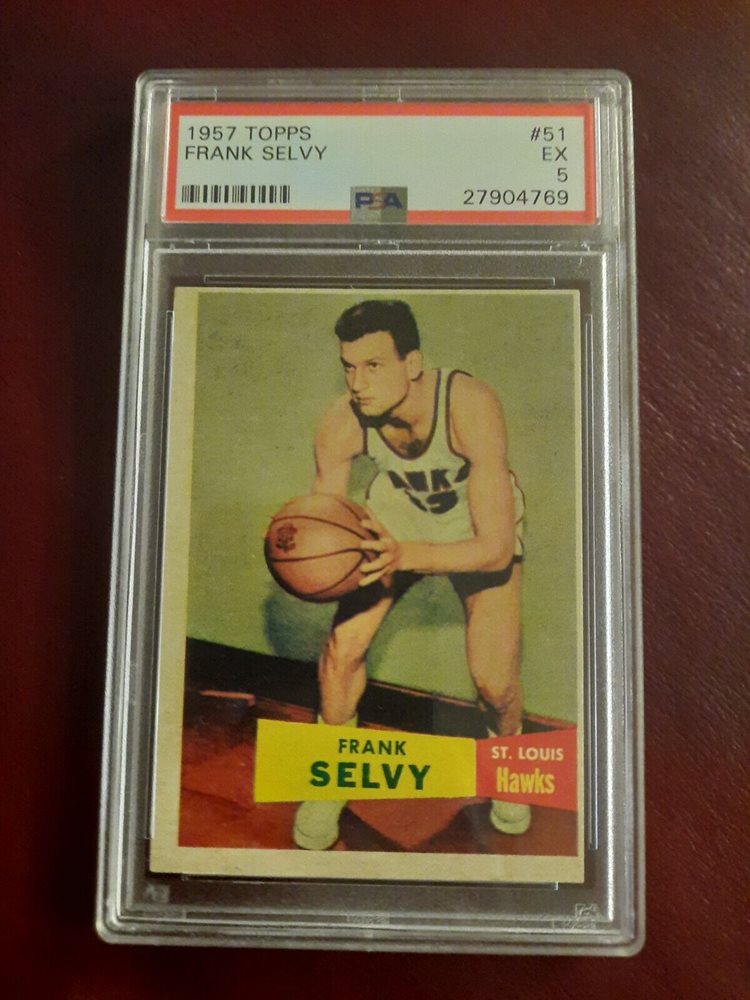 1957 TOPPS #51
FRANK SELVY EX
5
PSA 27904769
FRANK
SELVY
ST. LOUIS
Hawks